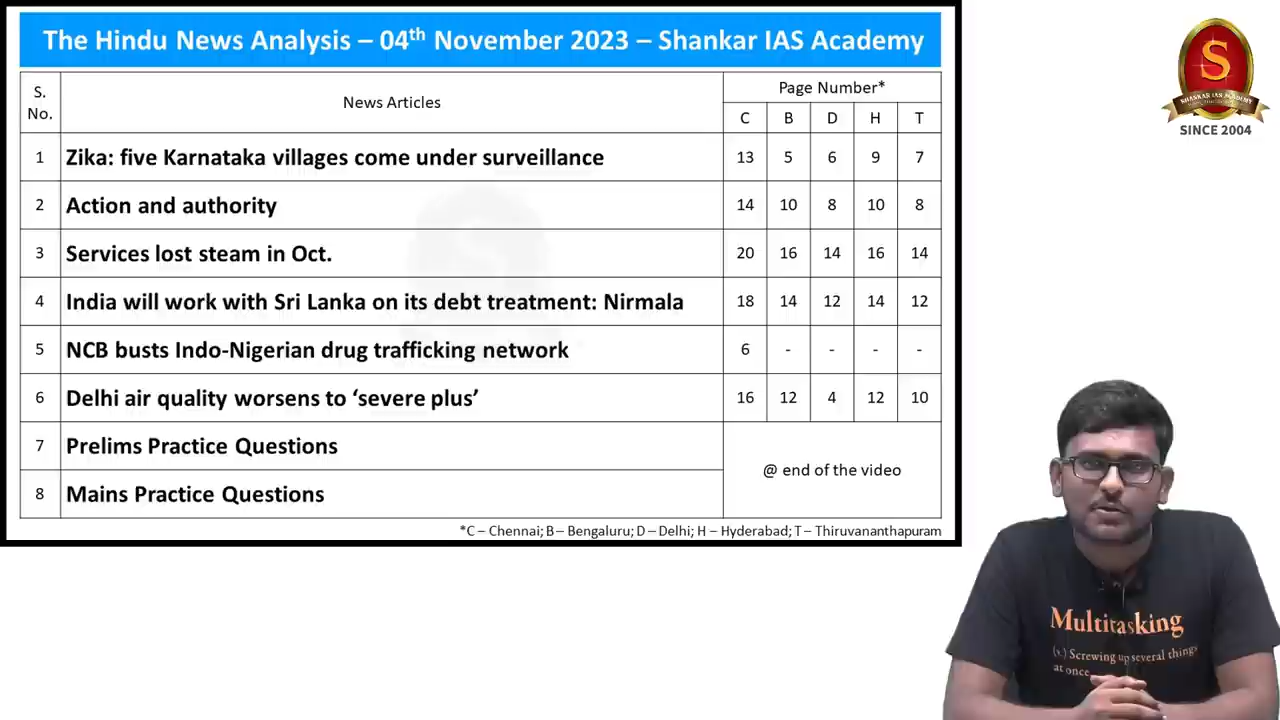 The Hindu News Analysis – 04th November 2023 – Shankar IAS Academy
S. No.
News Articles
Page Number*
C B D H T
1 Zika: five Karnataka villages come under surveillance 13 5 6 9 7
2 Action and authority 14 10 8 10 8
3 Services lost steam in Oct. 20 16 14 16 14
4 India will work with Sri Lanka on its debt treatment: Nirmala 18 14 12 14 12
5 NCB busts Indo-Nigerian drug trafficking network 6 - - - -
6 Delhi air quality worsens to ‘severe plus’ 16 12 4 12 10
7 Prelims Practice Questions
@ end of the video
8 Mains Practice Questions
*C – Chennai; B – Bengaluru; D – Delhi; H – Hyderabad; T – Thiruvananthapuram
S
SHANKAR IAS ACADEMY
SINCE 2004
Multitasking
(v.) Screwing up several things
at once.